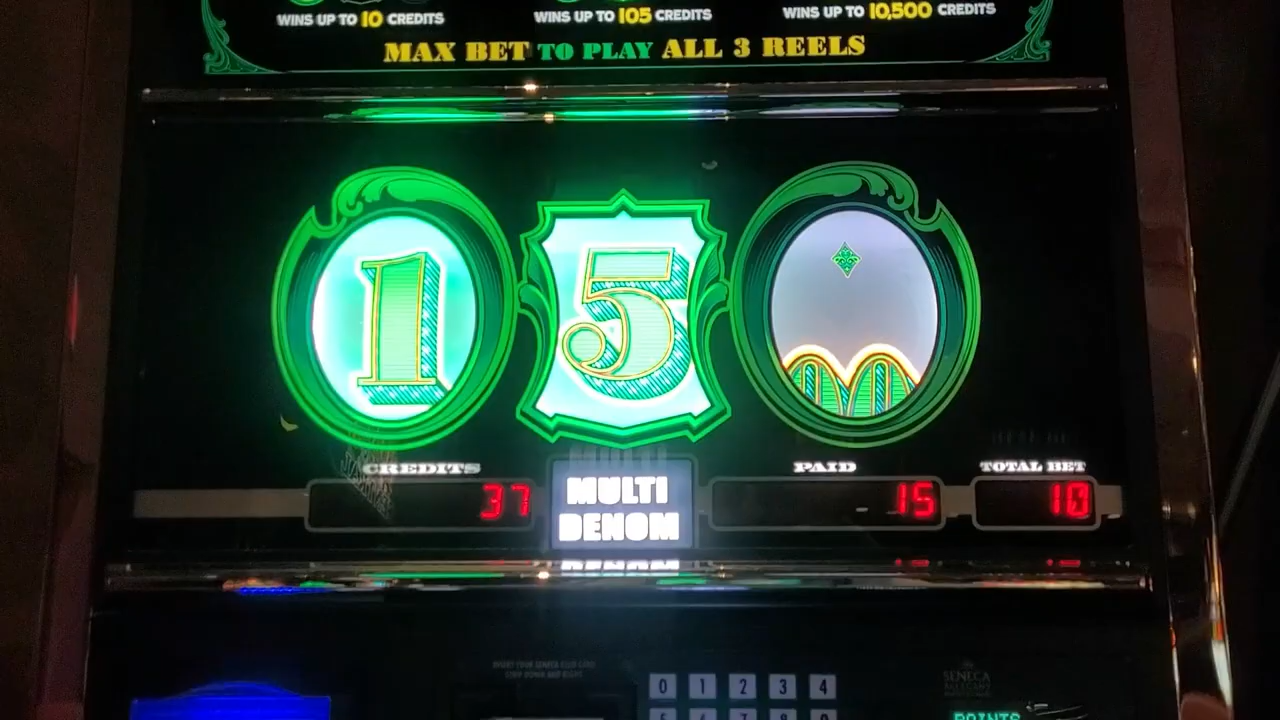 WINS UP TO 10 CREDITS
WINS UP TO 105 CREDITS
WINS UP TO 10,500 CREDITS
MAX BET TO PLAY ALL 3 REELS
1 5
CREDITS
PAID
TOTAL BET
37
MULTI
DENOM
15
10
0 1 2 3 4
SENECA
POINTS